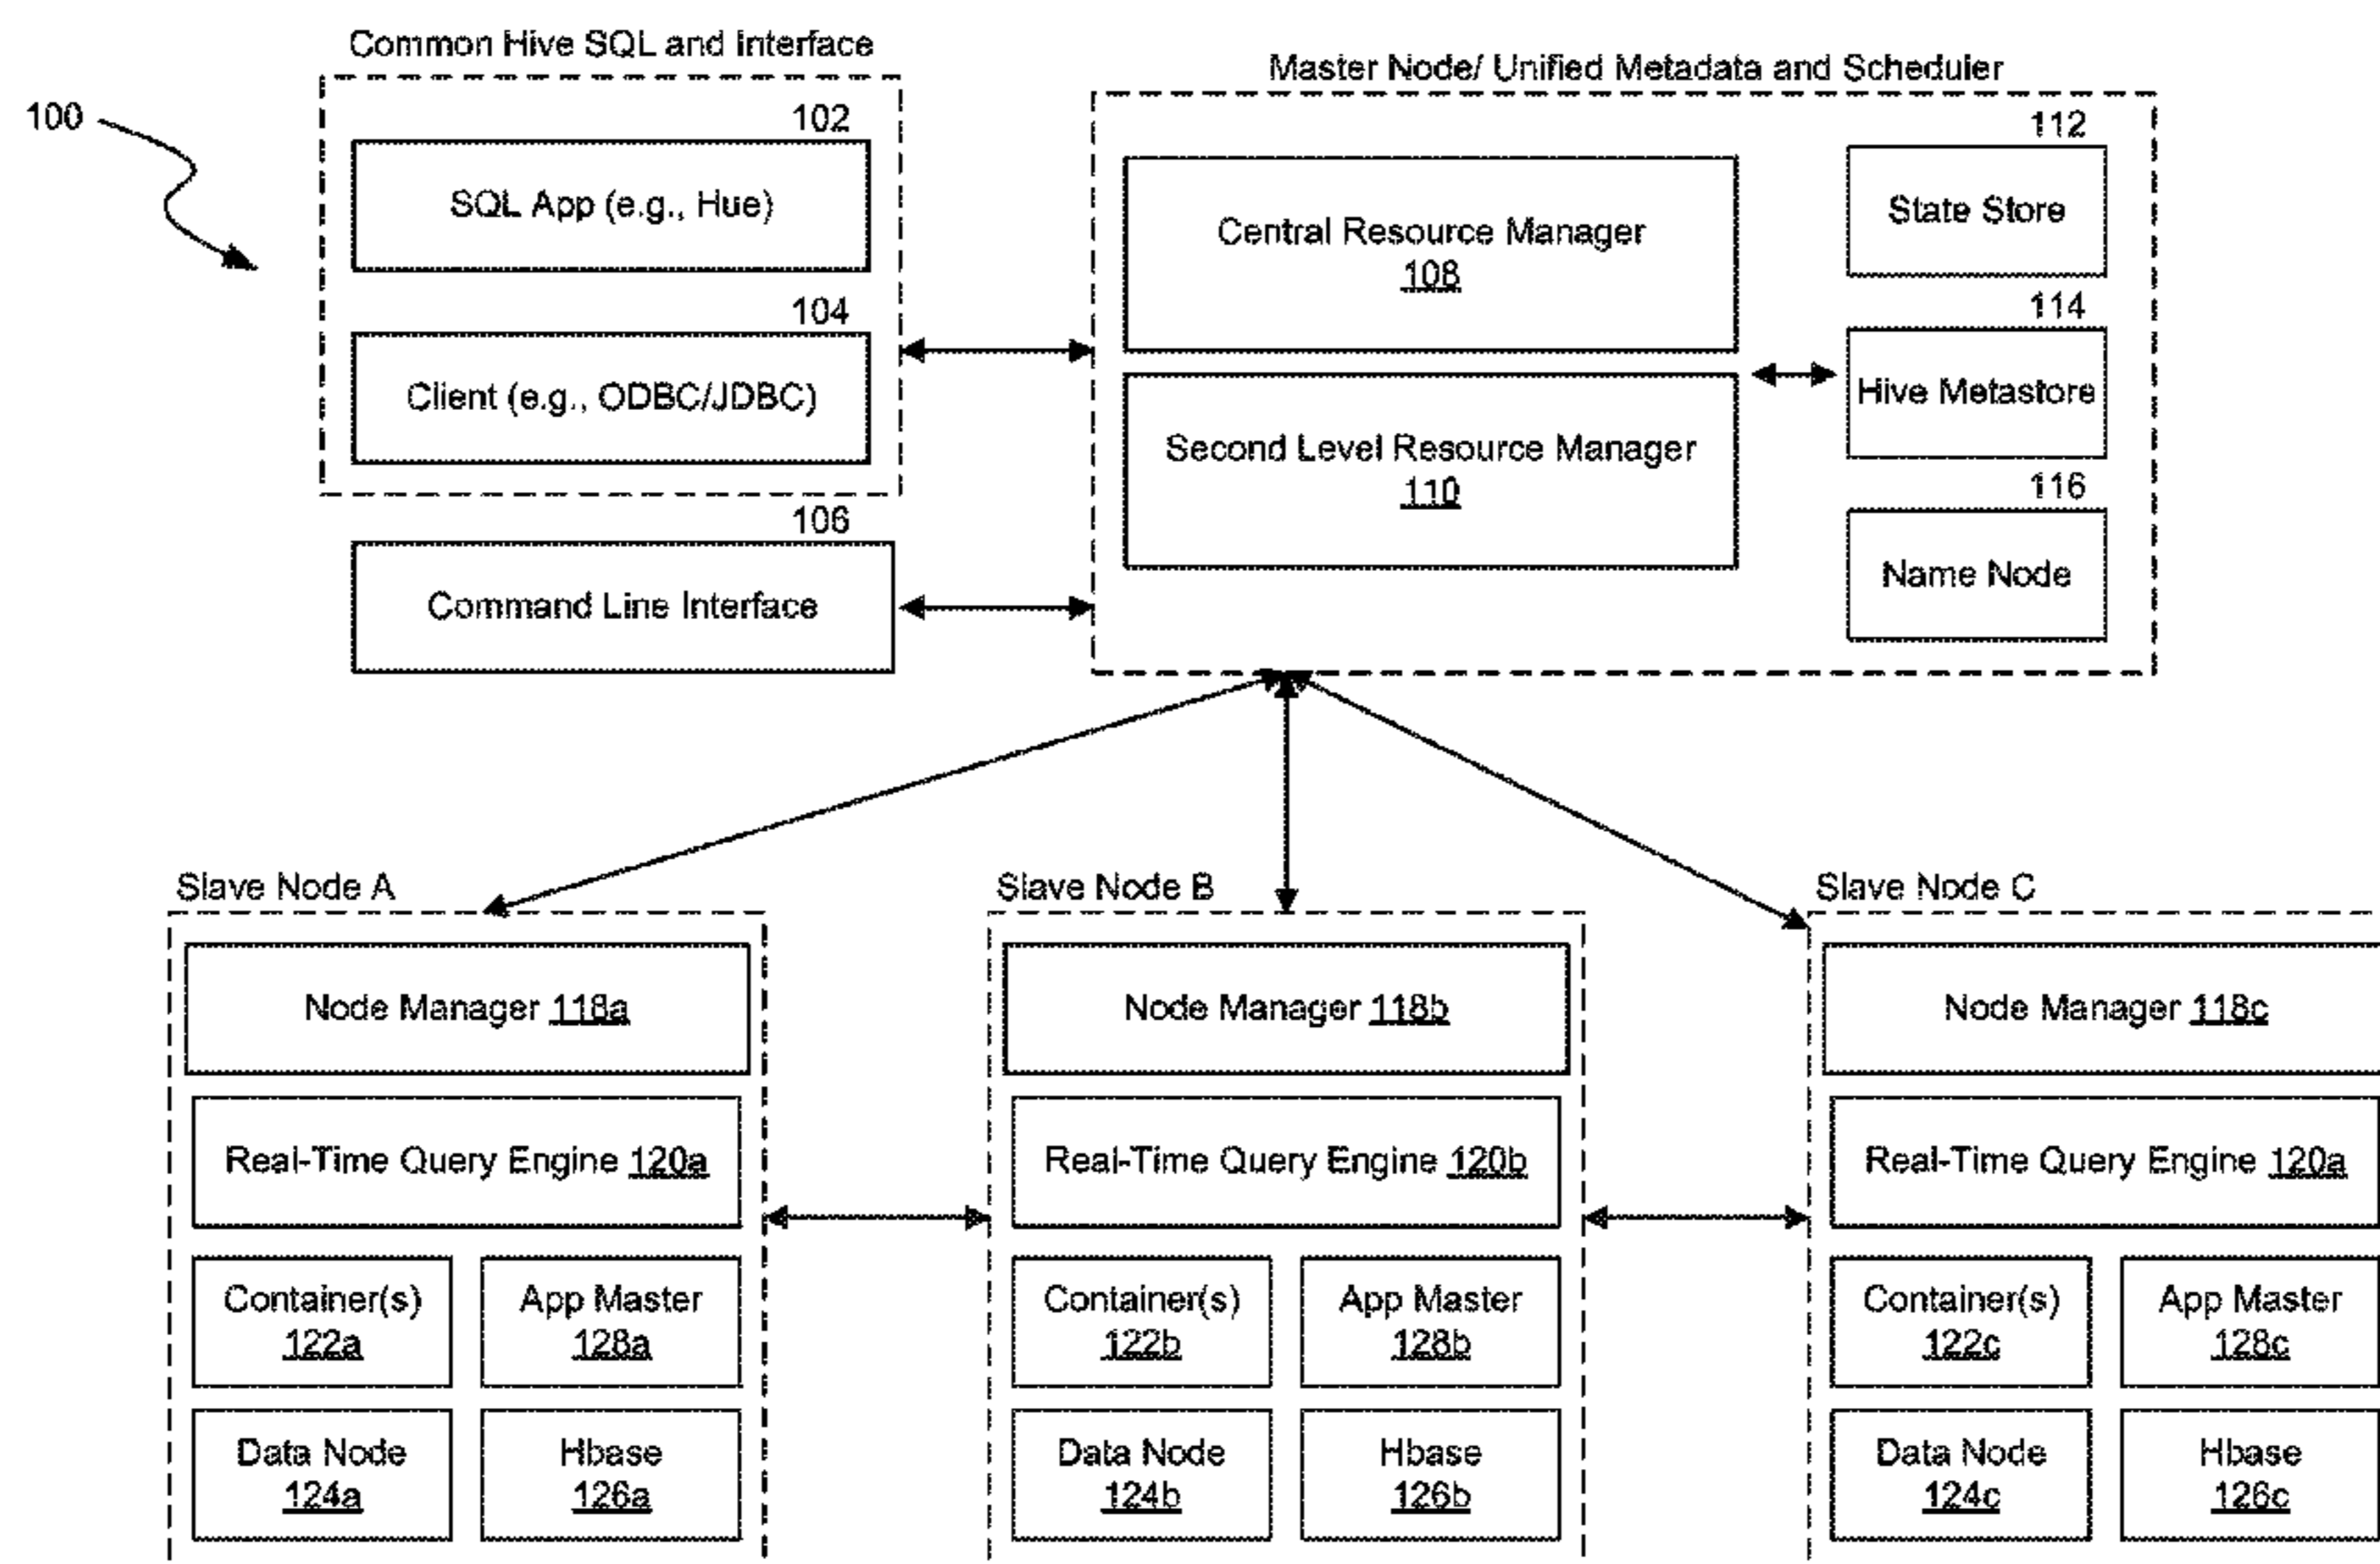 100
Common Hive SQL and Interface
102
SQL App (e.g., Hue)
104
Client (e.g., ODBC/JDBC)
106
Command Line Interface
Master Node/ Unified Metadata and Scheduler
Central Resource Manager
108
Second Level Resource Manager
110
112
State Store
114
Hive Metastore
116
Name Node
Slave Node A
Node Manager 118a
Real-Time Query Engine 120a
Container(s)
122a
App Master
128a
Data Node
124a
Hbase
126a
Slave Node B
Node Manager 118b
Real-Time Query Engine 120b
Container(s)
122b
App Master
128b
Data Node
124b
Hbase
126b
Slave Node C
Node Manager 118c
Real-Time Query Engine 120a
Container(s)
122c
App Master
128c
Data Node
124c
Hbase
126c